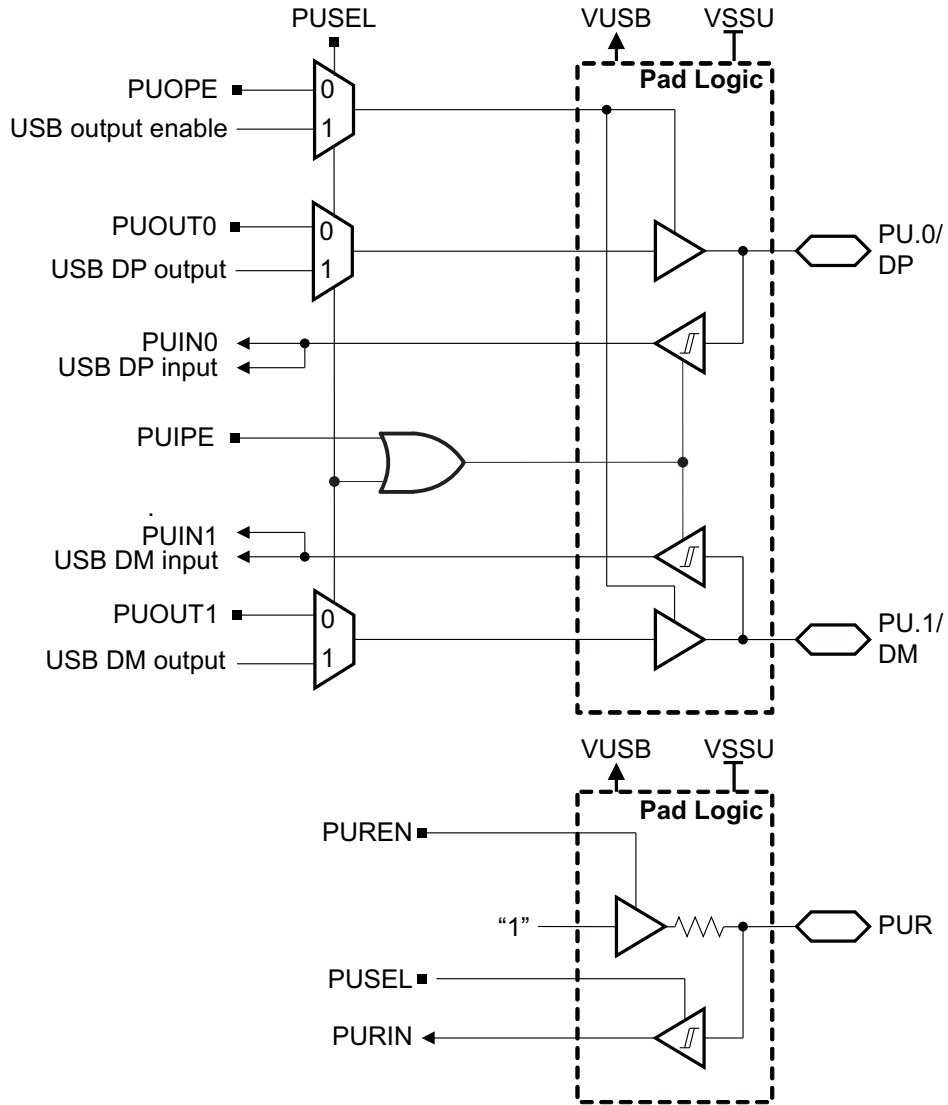 PUSEL
VUSB
VSSU
Pad Logic
PUOPE
0
USB output enable
1
PUOUT0
0
USB DP output
1
PU.0/
DP
PUIN0
USB DP input
PUIPE
.
PUIN1
USB DM input
PUOUT1
0
USB DM output
1
PU.1/
DM
VUSB
VSSU
Pad Logic
PUREN
“1”
PUR
PUSEL
PURIN